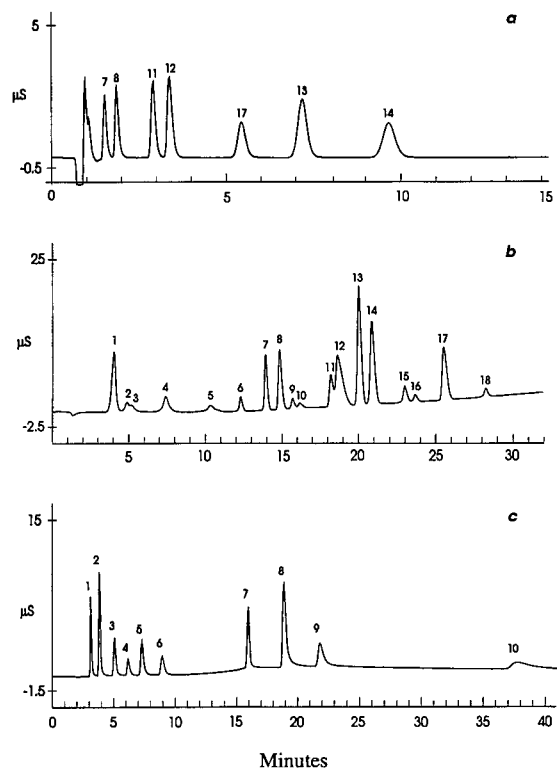 a
5
µS
-0.5
7 8 11 12 17 13 14
0 5 10 15
b
25
µS
-2.5
1 2 3 4 5 6 7 8 9 10 11 12 13 14 15 16 17 18
5 10 15 20 25 30
c
15
µS
-1.5
1 2 3 4 5 6 7 8 9 10
0 5 10 15 20 25 30 35 40
Minutes